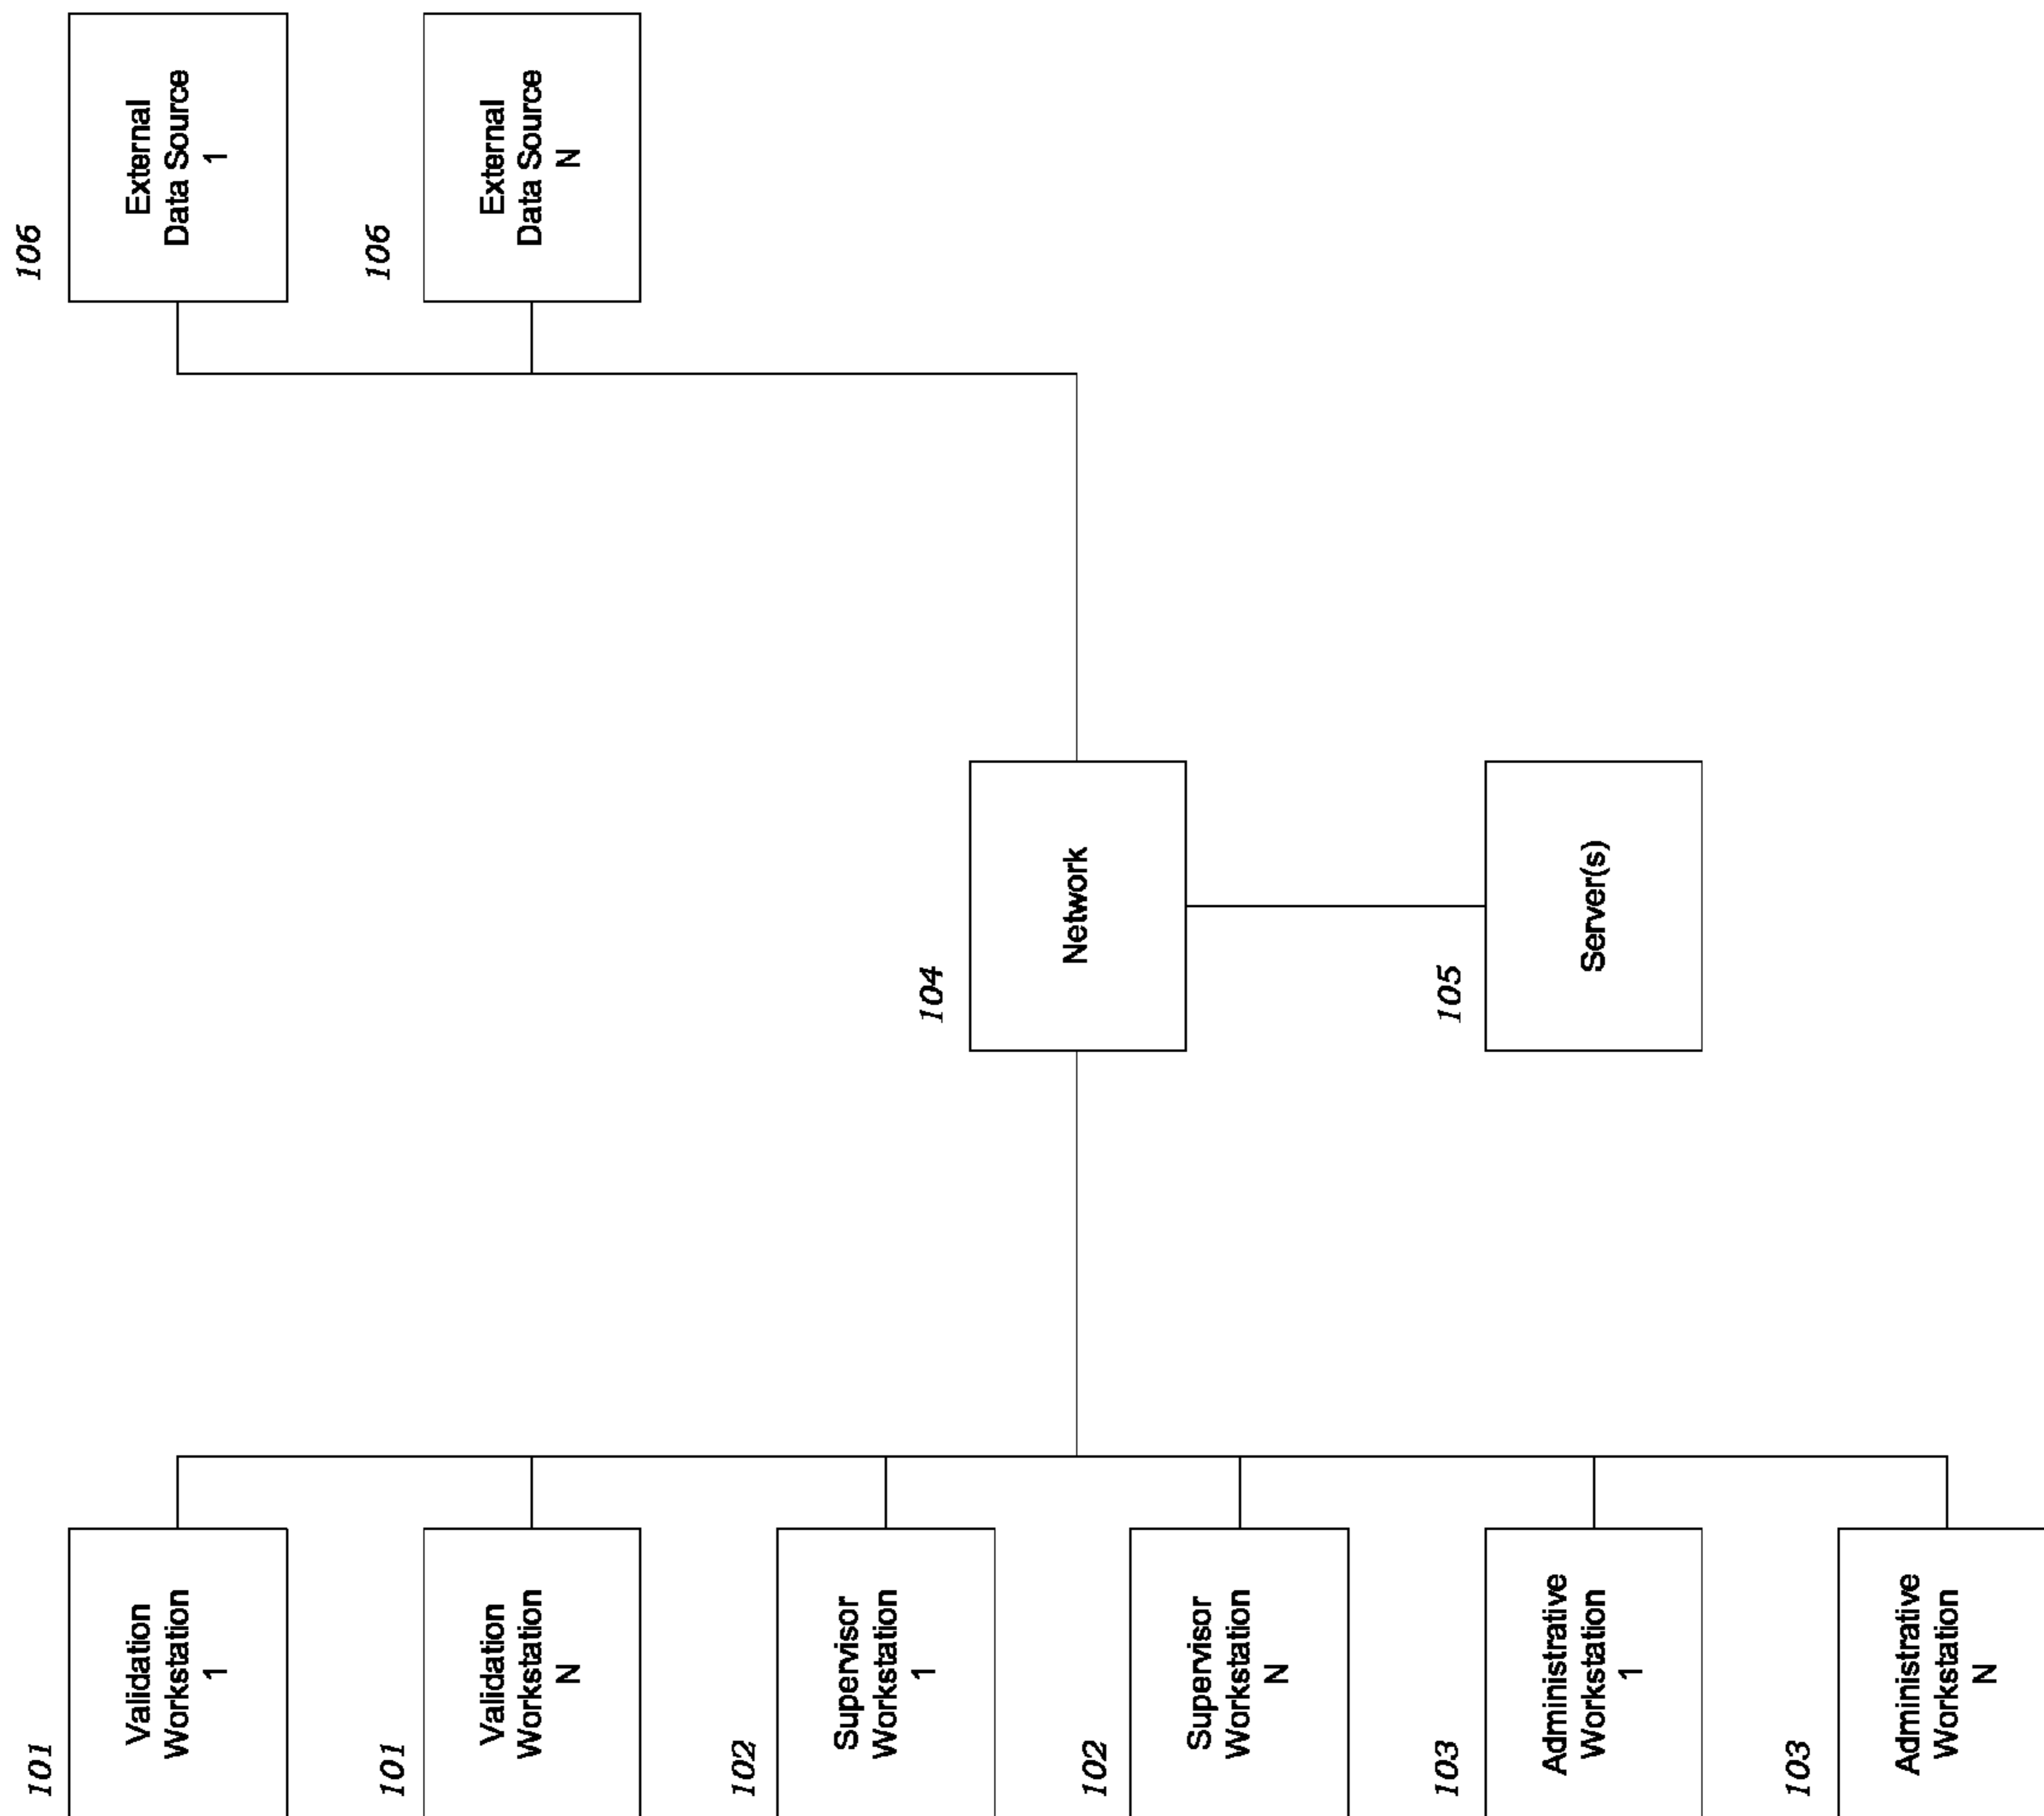 101
Validation
Workstation
1
101
Validation
Workstation
N
102
Supervisor
Workstation
1
102
Supervisor
Workstation
N
103
Administrative
Workstation
1
103
Administrative
Workstation
N
104
Network
105
Server(s)
106
External
Data Source
1
106
External
Data Source
N